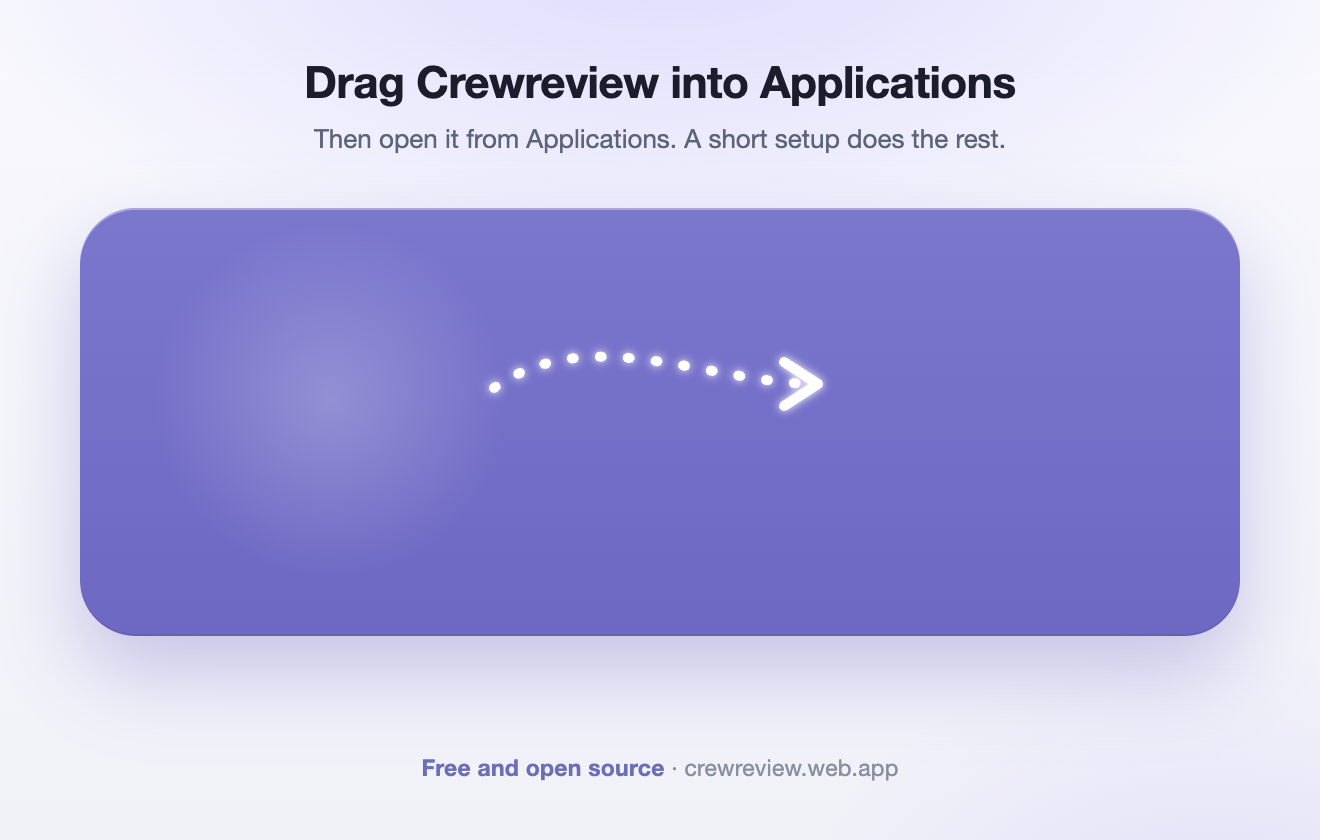 Drag Crewreview into Applications
Then open it from Applications. A short setup does the rest.
Free and open source · crewreview.web.app